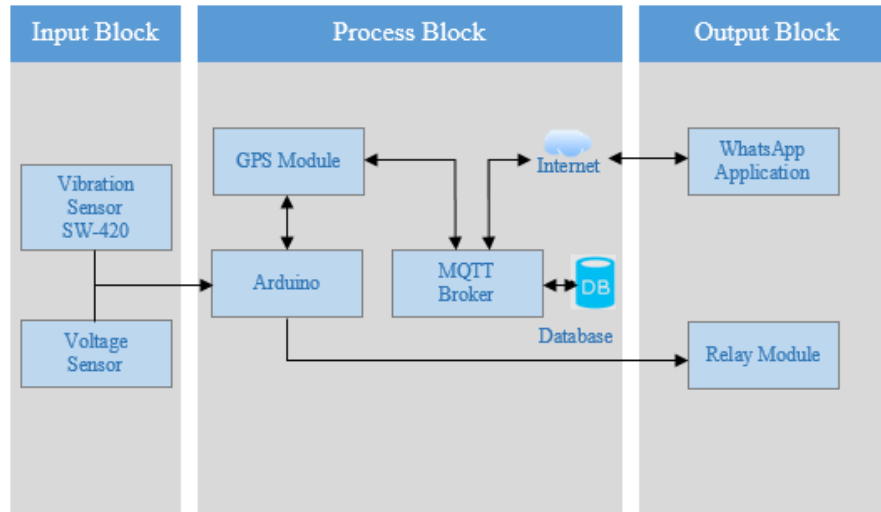 Input Block
Process Block
Output Block
Vibration
Sensor
SW-420
Voltage
Sensor
GPS Module
Arduino
MQTT
Broker
Internet
DB
Database
WhatsApp
Application
Relay Module